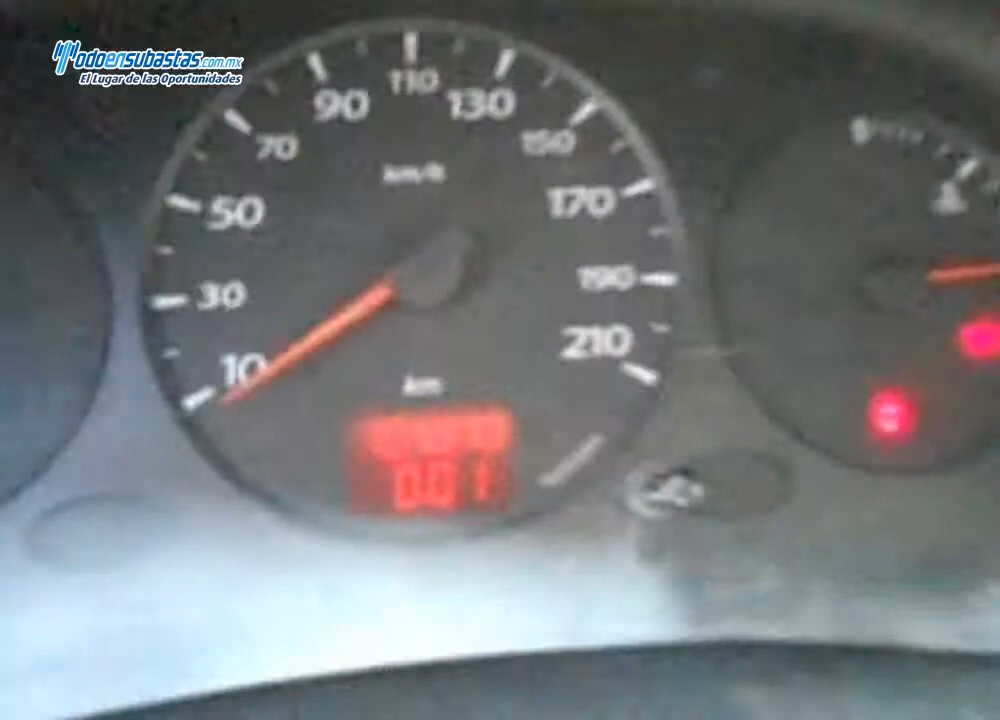 Todoensubastas.com.mx
El Lugar de las Oportunidades
110
90
130
70
150
km/h
50
170
30
190
10
210
km